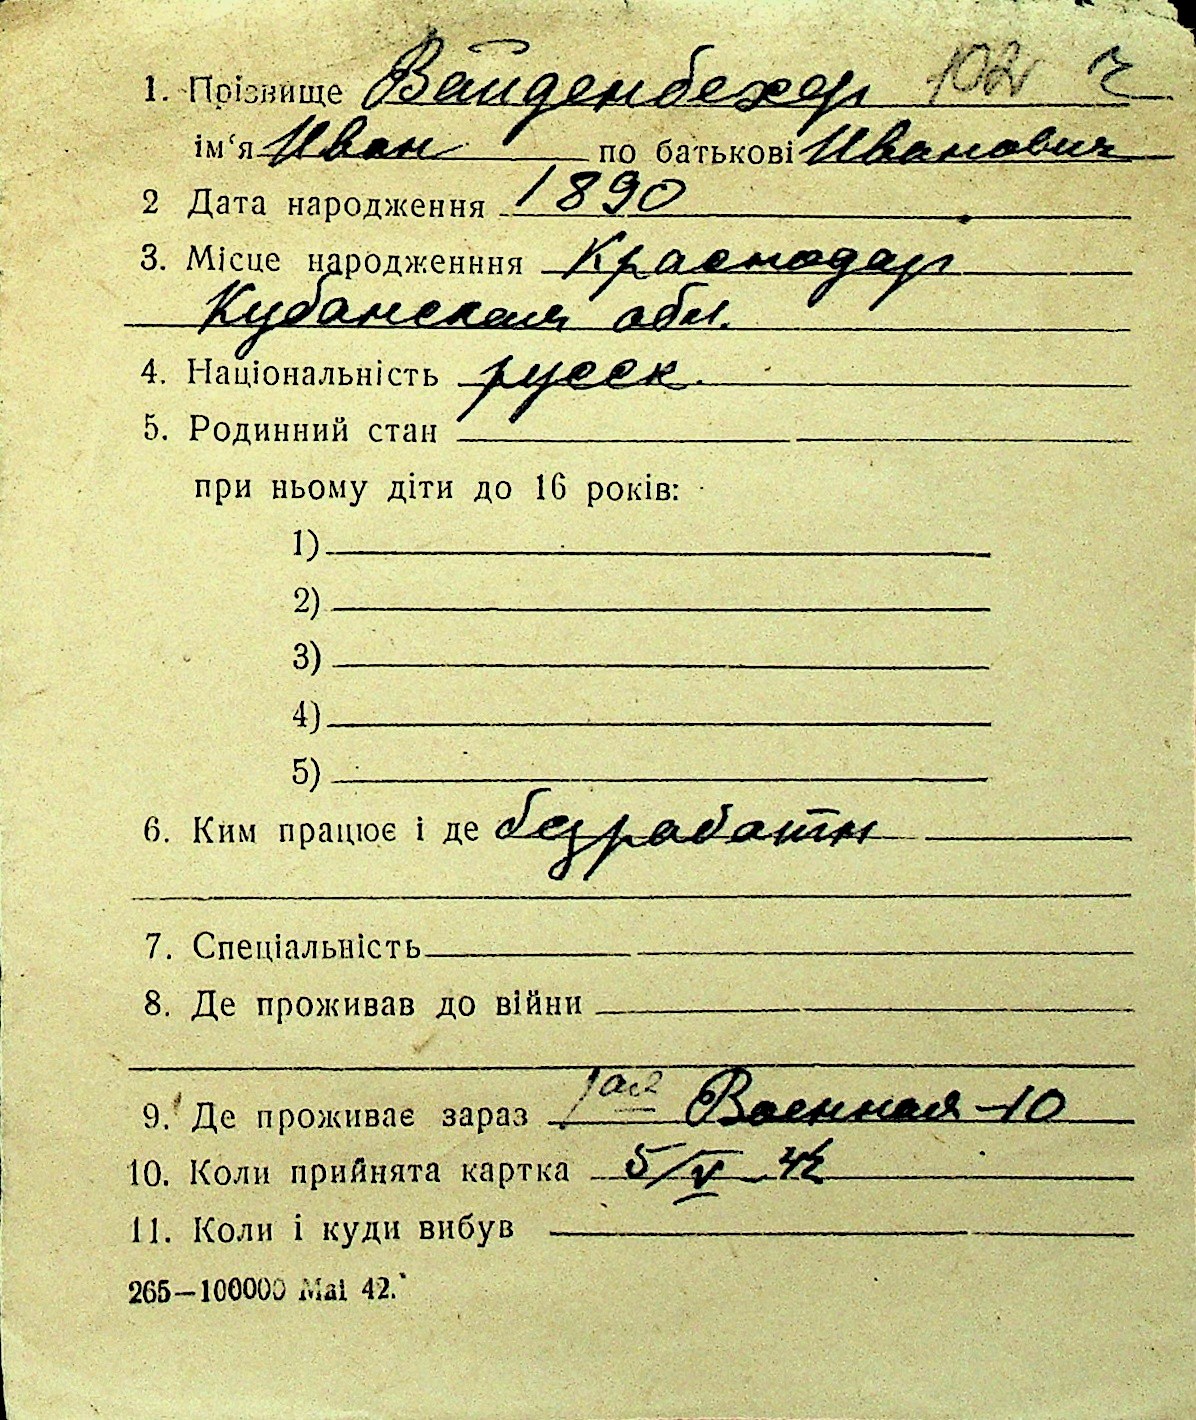 1. Прізвище Вайденбехер 102 ч
ім‘я Иван по батькові Иванович
2 Дата народження 1890
3. Місце народженння Краснодар
Кубанская обл.
4. Національність русск.
5. Родинний стан
при ньому діти до 16 років:
1)
2)
3)
4)
5)
6. Ким працює і де безработн
7. Спеціальність
8. Де проживав до війни
9. Де проживає зараз 1ая Военная-10
10. Коли прийнята картка 5/V-42
11. Коли і куди вибув
265—100000 Mai 42.